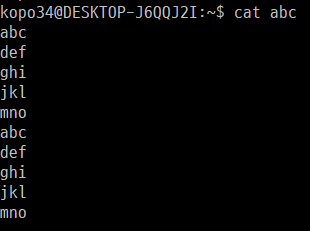 kopo34@DESKTOP-J6QQJ2I:~$ cat abc
abc
def
ghi
jkl
mno
abc
def
ghi
jkl
mno